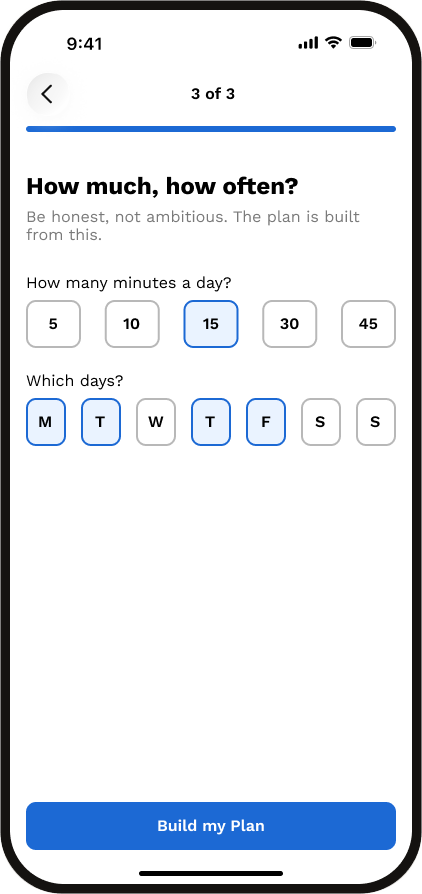 9:41
3 of 3
How much, how often?
Be honest, not ambitious. The plan is built
from this.
How many minutes a day?
5 10 15 30 45
Which days?
M T W T F S S
Build my Plan